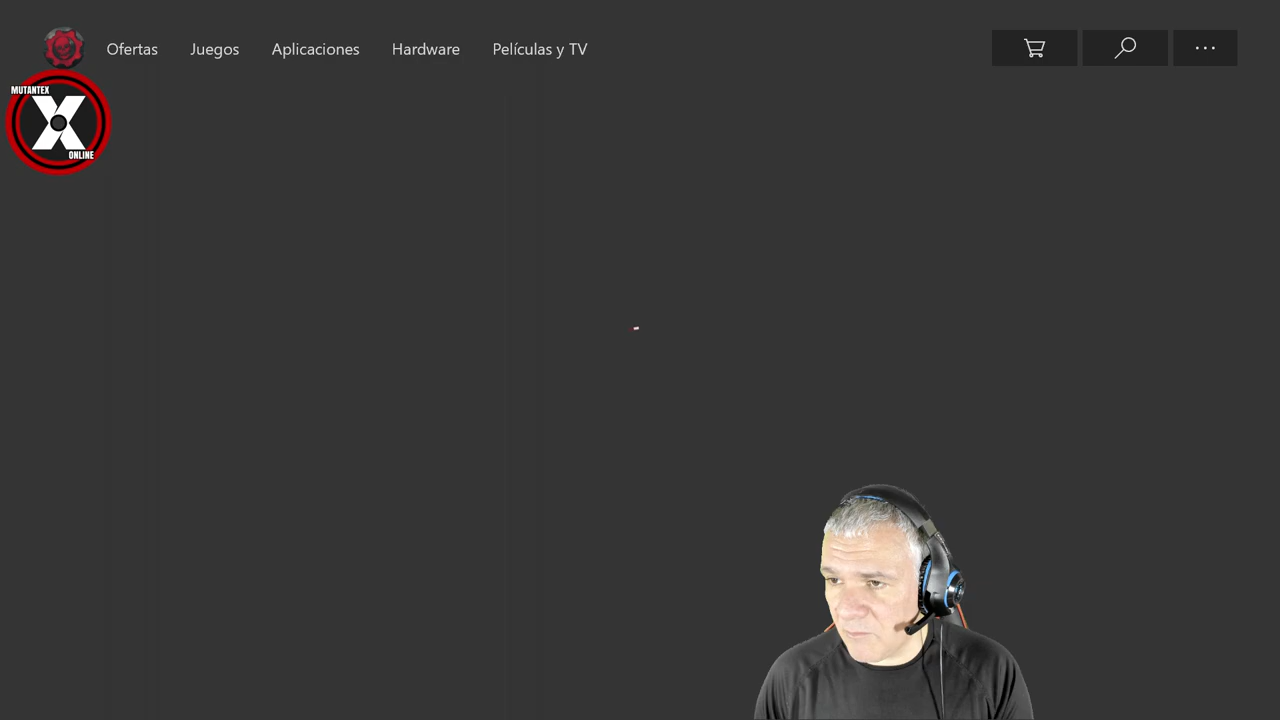 Ofertas
Juegos
Aplicaciones
Hardware
Películas y TV
MUTANTEX
X
ONLINE